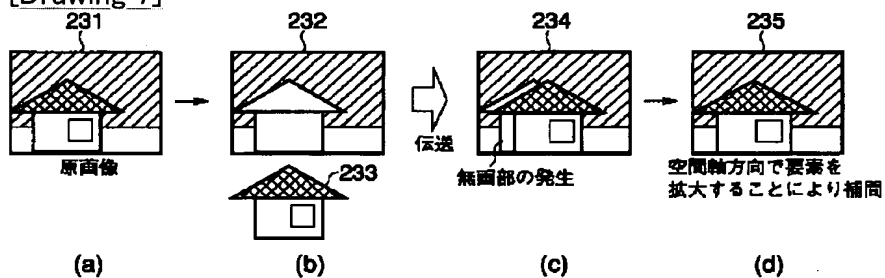 [Drawing 7]
231
232
234
235
233
原画像
伝送
無画部の発生
空間軸方向で要素を
拡大することにより補間
(a)
(b)
(c)
(d)